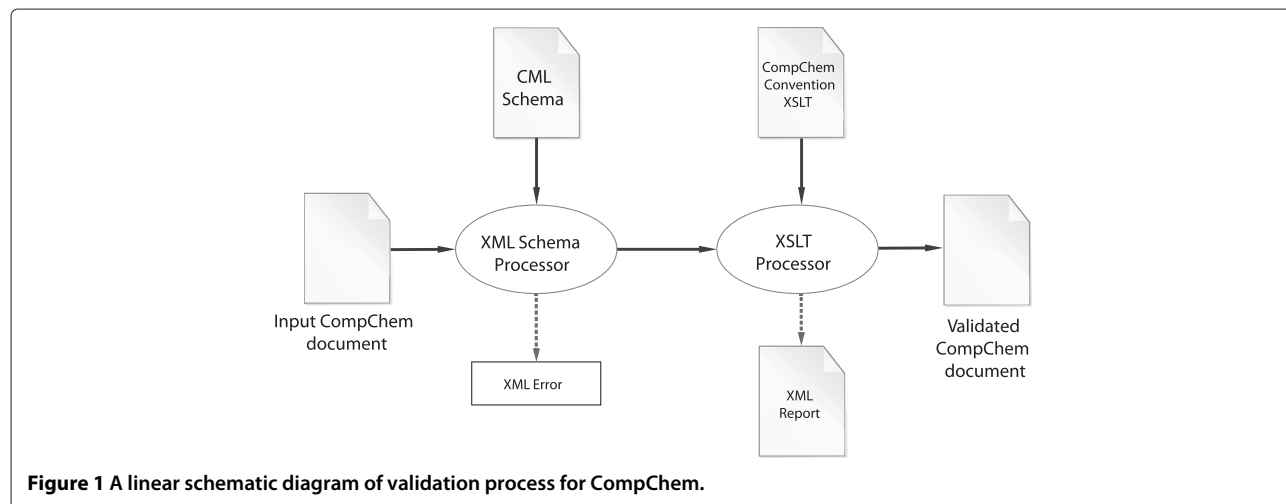 CML
Schema
CompChem
Convention
XSLT
XML Schema
Processor
XSLT
Processor
Input CompChem
document
Validated
CompChem
document
XML Error
XML
Report
Figure 1 A linear schematic diagram of validation process for CompChem.